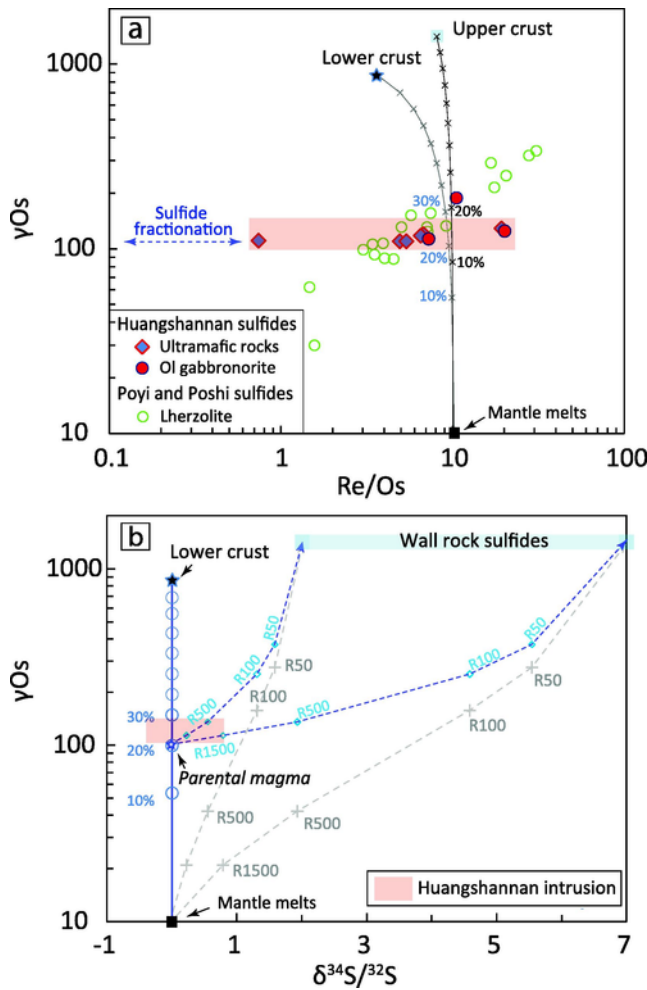 a
Upper crust
Lower crust
1000
30%
20%
Sulfide
fractionation
γOs
100
20%
10%
10%
Huangshannan sulfides
Ultramafic rocks
Ol gabbronorite
Poyi and Poshi sulfides
Lherzolite
Mantle melts
10
0.1
1
10
100
Re/Os
b
Lower crust
Wall rock sulfides
1000
R50
R50
R100
R50
R50
R100
R100
R100
γOs
30%
R500
100
20%
R1500
R500
Parental magma
10%
R500
R500
R1500
Mantle melts
Huangshannan intrusion
10
-1
1
3
5
7
δ³⁴S/³²S